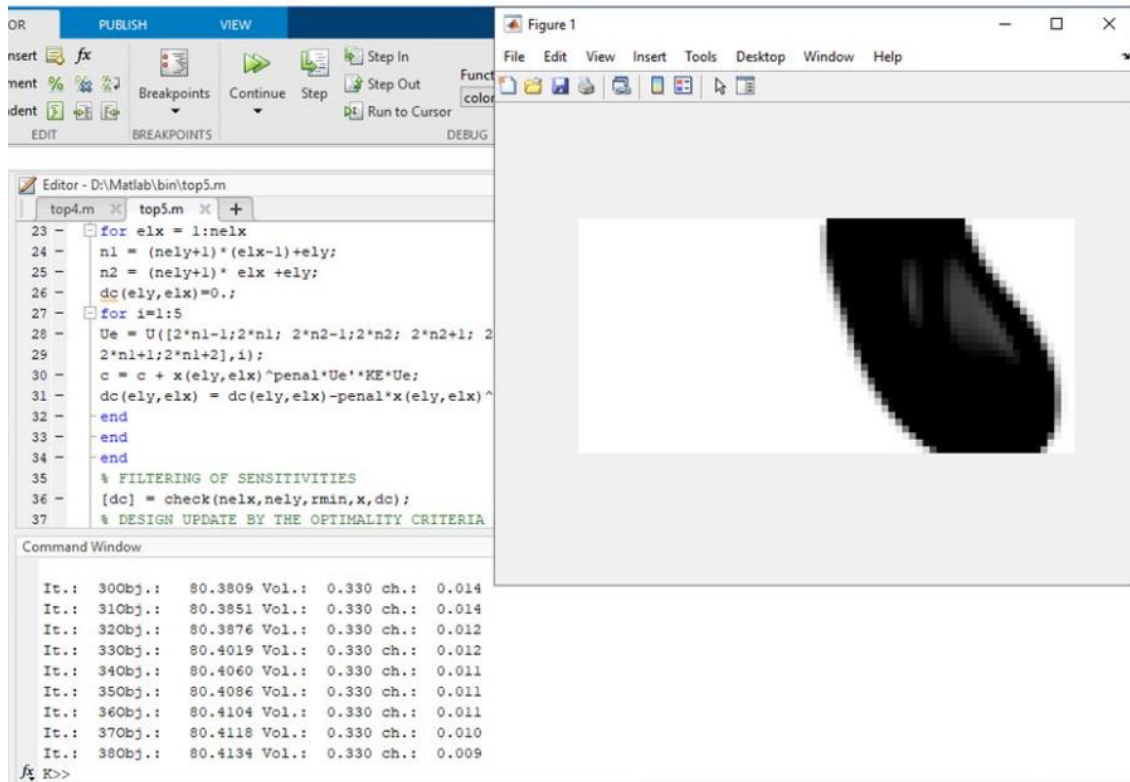 OR PUBLISH VIEW
nsert fx
ment %
dent
EDIT
Breakpoints
BREAKPOINTS
Continue
Step
Step In
Step Out
Run to Cursor
Funct
color
DEBUG
Figure 1
File Edit View Insert Tools Desktop Window Help
Editor - D:\Matlab\bin\top5.m
top4.m top5.m +
23 - for elx = 1:nelx
24 - n1 = (nely+1)*(elx-1)+ely;
25 - n2 = (nely+1)* elx +ely;
26 - dc(ely,elx)=0.;
27 - for i=1:5
28 - Ue = U([2*n1-1;2*n1; 2*n2-1;2*n2; 2*n2+1; 2
29 2*n1+1;2*n1+2],i);
30 - c = c + x(ely,elx)^penal*Ue'*KE*Ue;
31 - dc(ely,elx) = dc(ely,elx)-penal*x(ely,elx)^
32 - end
33 - end
34 - end
35 % FILTERING OF SENSITIVITIES
36 - [dc] = check(nelx,nely,rmin,x,dc);
37 % DESIGN UPDATE BY THE OPTIMALITY CRITERIA
Command Window
It.: 30Obj.: 80.3809 Vol.: 0.330 ch.: 0.014
It.: 31Obj.: 80.3851 Vol.: 0.330 ch.: 0.014
It.: 32Obj.: 80.3876 Vol.: 0.330 ch.: 0.012
It.: 33Obj.: 80.4019 Vol.: 0.330 ch.: 0.012
It.: 34Obj.: 80.4060 Vol.: 0.330 ch.: 0.011
It.: 35Obj.: 80.4086 Vol.: 0.330 ch.: 0.011
It.: 36Obj.: 80.4104 Vol.: 0.330 ch.: 0.011
It.: 37Obj.: 80.4118 Vol.: 0.330 ch.: 0.010
It.: 38Obj.: 80.4134 Vol.: 0.330 ch.: 0.009
fx K>>